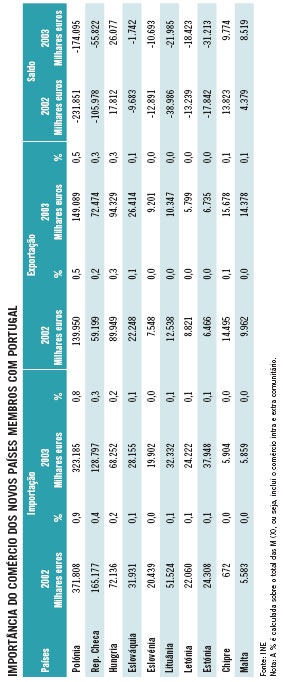 IMPORTÂNCIA DO COMÉRCIO DOS NOVOS PAÍSES MEMBROS COM PORTUGAL
Países Importação Exportação Saldo
2002 % 2003 % 2002 % 2003 % 2002 2003
Milhares euros Milhares euros Milhares euros Milhares euros Milhares euros Milhares euros
Polónia 371.808 0,9 323.185 0,8 139.950 0,5 149.089 0,5 -231.851 -174.095
Rep. Checa 165.177 0,4 128.797 0,3 59.199 0,2 72.474 0,3 -105.978 -55.822
Hungria 72.136 0,2 68.252 0,2 89.949 0,3 94.329 0,3 17.812 26.077
Eslováquia 31.931 0,1 28.155 0,1 22.248 0,1 26.414 0,1 -9.683 -1.742
Eslovénia 20.439 0,0 19.902 0,0 7.548 0,0 9.201 0,0 -12.891 -10.693
Lituânia 51.524 0,1 32.332 0,1 12.538 0,0 10.347 0,0 -38.986 -21.985
Letónia 22.060 0,1 24.222 0,1 8.821 0,0 5.799 0,0 -13.239 -18.423
Estónia 24.308 0,1 37.948 0,1 6.466 0,0 6.735 0,0 -17.842 -31.213
Chipre 672 0,0 5.904 0,0 14.495 0,1 15.678 0,1 13.823 9.774
Malta 5.583 0,0 5.859 0,0 9.962 0,0 14.378 0,1 4.379 8.519
Fonte: INE
Nota: A % é calculada sobre o total das M (X), ou seja, inclui o comércio intra e extra comunitário.